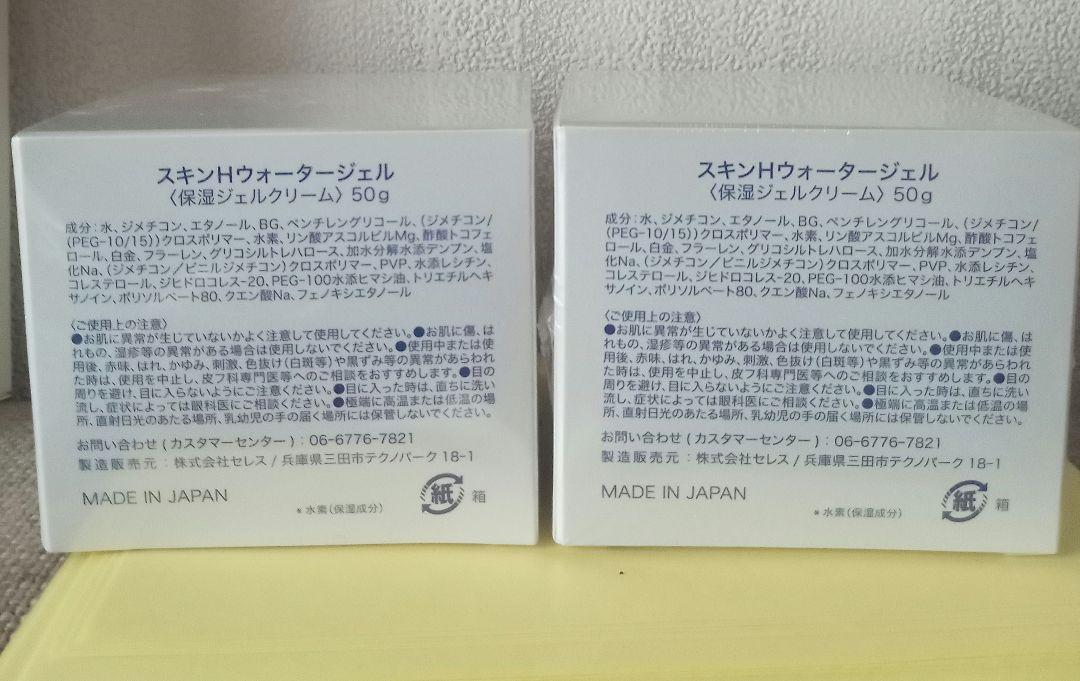 スキンHウォータージェル
〈保湿ジェルクリーム〉50g
成分：水、ジメチコン、エタノール、BG、ペンチレングリコール、（ジメチコン/
(PEG-10/15)）クロスポリマー、水素、リン酸アスコルビルMg、酢酸トコフェ
ロール、白金、フラーレン、グリコシルトレハロース、加水分解水添デンプン、塩
化Na、（ジメチコン／ビニルジメチコン）クロスポリマー、PVP、水添レシチン、
コレステロール、ジヒドロコレス-20、PEG-100水添ヒマシ油、トリエチルヘキ
サノイン、ポリソルベート80、クエン酸Na、フェノキシエタノール
〈ご使用上の注意〉
●お肌に異常が生じていないかよく注意して使用してください。●お肌に傷、は
れもの、湿疹等の異常がある場合は使用しないでください。●使用中または使
用後、赤味、はれ、かゆみ、刺激、色抜け（白斑等）や黒ずみ等の異常があらわれ
た時は、使用を中止し、皮フ科専門医等へのご相談をおすすめします。●目の
周りを避け、目に入らないようにご注意ください。●目に入った時は、直ちに洗い
流し、症状によっては眼科医にご相談ください。●極端に高温または低温の場
所、直射日光のあたる場所、乳幼児の手の届く場所には保管しないでください。
お問い合わせ（カスタマーセンター）：06-6776-7821
製造販売元：株式会社セレス / 兵庫県三田市テクノパーク 18-1
MADE IN JAPAN
＊水素（保湿成分）
紙 箱
スキンHウォータージェル
〈保湿ジェルクリーム〉50g
成分：水、ジメチコン、エタノール、BG、ペンチレングリコール、（ジメチコン/
(PEG-10/15)）クロスポリマー、水素、リン酸アスコルビルMg、酢酸トコフェ
ロール、白金、フラーレン、グリコシルトレハロース、加水分解水添デンプン、塩
化Na、（ジメチコン／ビニルジメチコン）クロスポリマー、PVP、水添レシチン、
コレステロール、ジヒドロコレス-20、PEG-100水添ヒマシ油、トリエチルヘキ
サノイン、ポリソルベート80、クエン酸Na、フェノキシエタノール
〈ご使用上の注意〉
●お肌に異常が生じていないかよく注意して使用してください。●お肌に傷、は
れもの、湿疹等の異常がある場合は使用しないでください。●使用中または使
用後、赤味、はれ、かゆみ、刺激、色抜け（白斑等）や黒ずみ等の異常があらわれ
た時は、使用を中止し、皮フ科専門医等へのご相談をおすすめします。●目の
周りを避け、目に入らないようにご注意ください。●目に入った時は、直ちに洗い
流し、症状によっては眼科医にご相談ください。●極端に高温または低温の場
所、直射日光のあたる場所、乳幼児の手の届く場所には保管しないでください。
お問い合わせ（カスタマーセンター）：06-6776-7821
製造販売元：株式会社セレス / 兵庫県三田市テクノパーク 18-1
MADE IN JAPAN
＊水素（保湿成分）
紙 箱